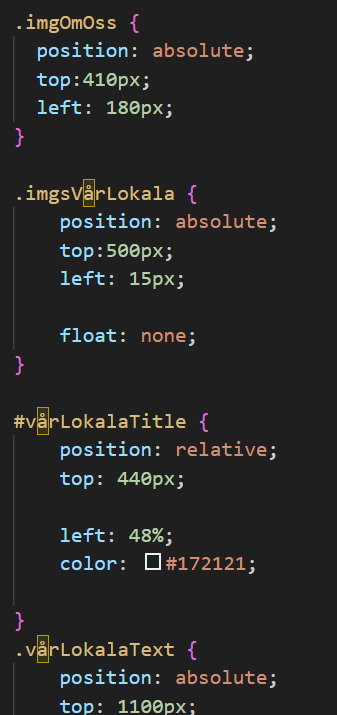 .imgOmOss {
position: absolute;
top:410px;
left: 180px;
}
.imgsVårLokala {
position: absolute;
top:500px;
left: 15px;
float: none;
}
#vårLokalaTitle {
position: relative;
top: 440px;
left: 48%;
color: #172121;
}
.vårLokalaText {
position: absolute;
top: 1100px;